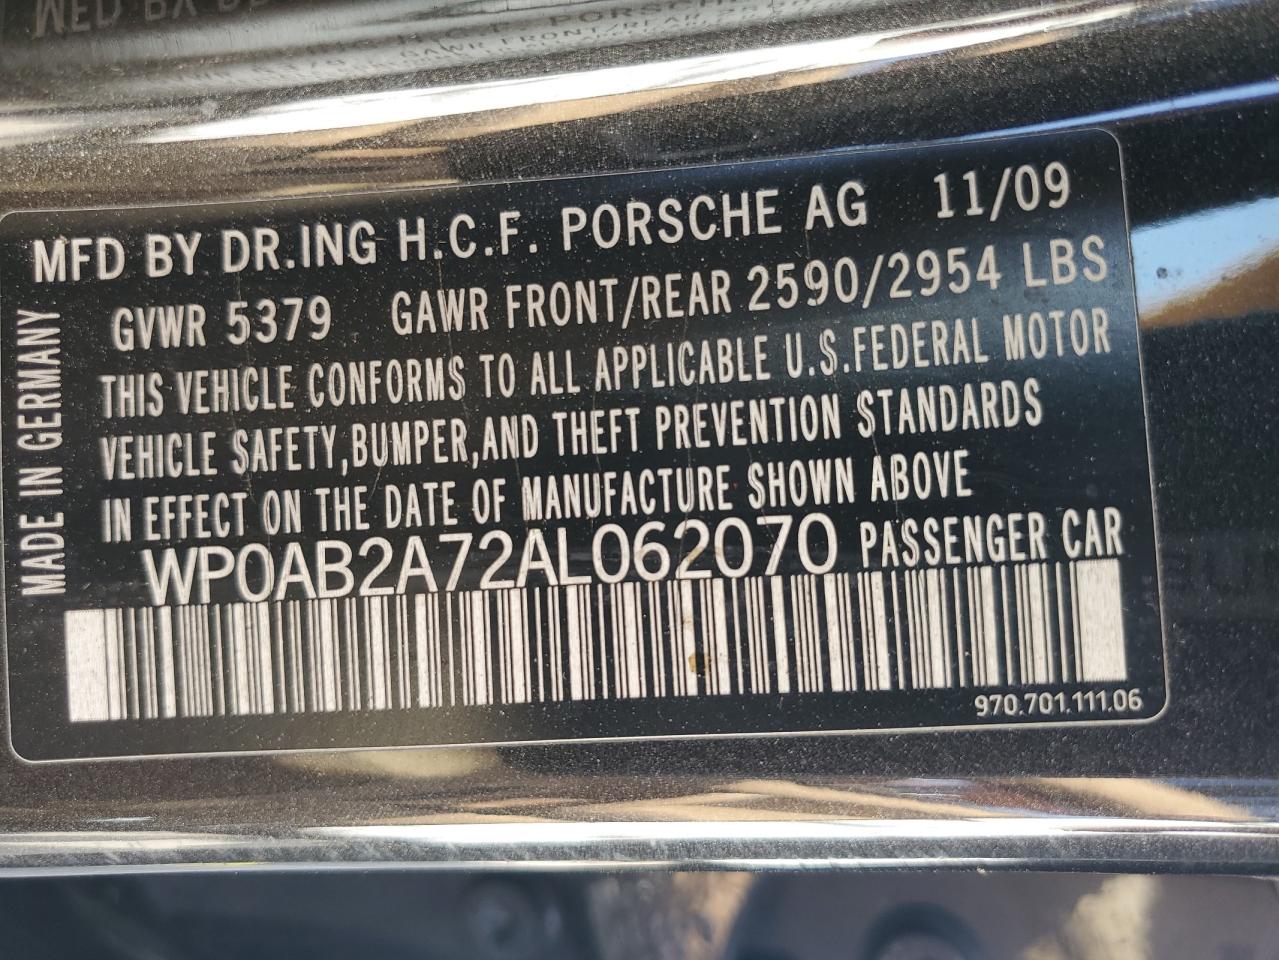 MFD BY DR.ING H.C.F. PORSCHE AG 11/09
GVWR 5379 GAWR FRONT/REAR 2590/2954 LBS
THIS VEHICLE CONFORMS TO ALL APPLICABLE U.S.FEDERAL MOTOR
VEHICLE SAFETY,BUMPER,AND THEFT PREVENTION STANDARDS
IN EFFECT ON THE DATE OF MANUFACTURE SHOWN ABOVE
WP0AB2A72AL062070 PASSENGER CAR
970.701.111.06
MADE IN GERMANY